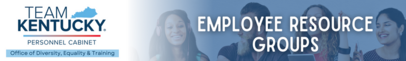 TEAM
KENTUCKY
PERSONNEL CABINET
Office of Diversity, Equality & Training
EMPLOYEE RESOURCE
GROUPS